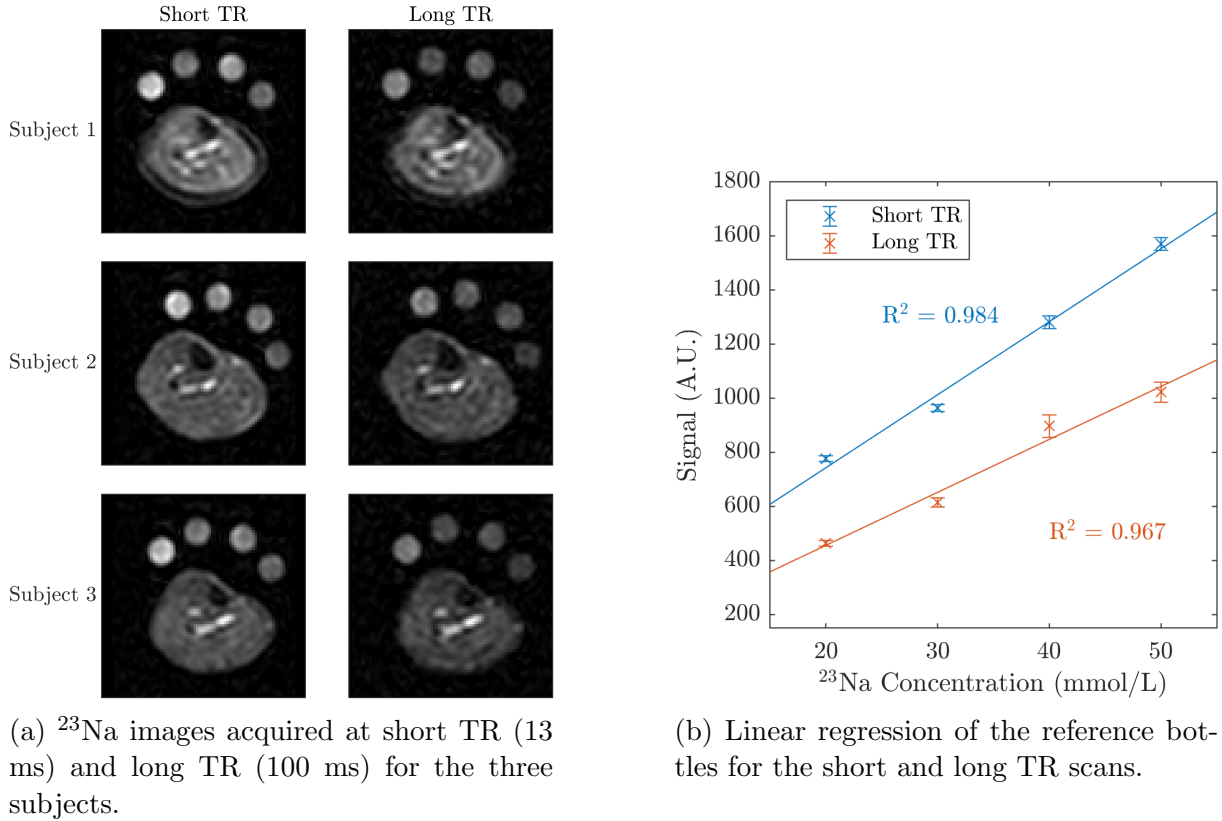 Short TR
Long TR
Subject 1
Subject 2
Subject 3
(a) ²³Na images acquired at short TR (13
ms) and long TR (100 ms) for the three
subjects.
1800
1600
1400
1200
1000
800
600
400
200
Signal (A.U.)
Short TR
Long TR
R² = 0.984
R² = 0.967
20
30
40
50
²³Na Concentration (mmol/L)
(b) Linear regression of the reference bot-
tles for the short and long TR scans.